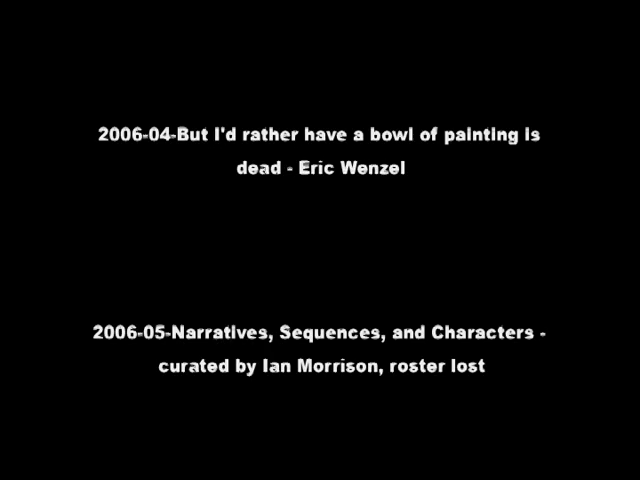 2006-04-But I'd rather have a bowl of painting is
dead - Eric Wenzel
2006-05-Narratives, Sequences, and Characters -
curated by Ian Morrison, roster lost